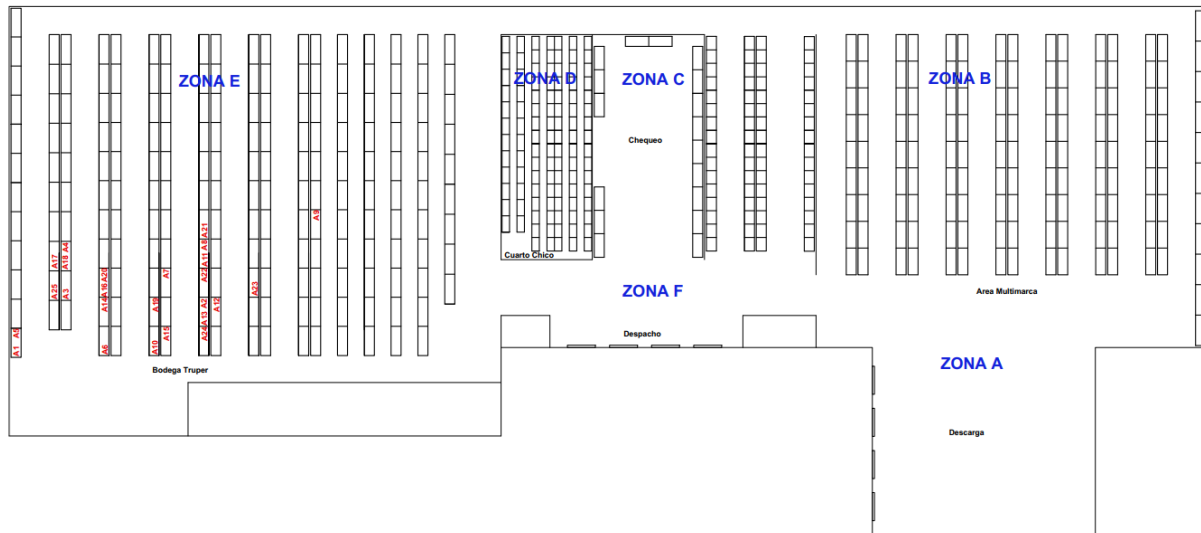 ZONA E
ZONA D
ZONA C
ZONA B
Chequeo
A9
A21
A8
A4
A17
A18
A11
A20
A7
A22
Cuarto Chico
A25
A3
A16
A23
ZONA F
Area Multimarca
A14
A19
A2
A12
A13
A5
A15
A24
Despacho
A1
A6
A10
ZONA A
Bodega Truper
Descarga